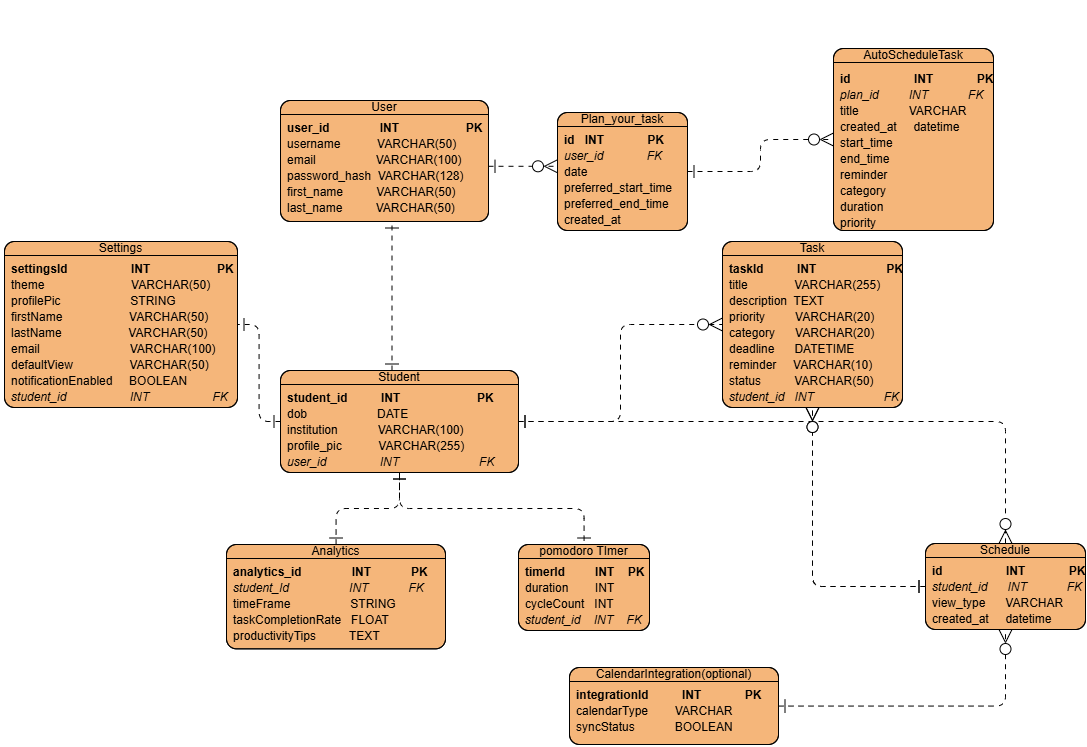 AutoScheduleTask
id INT PK
plan_id INT FK
title VARCHAR
created_at datetime
start_time
end_time
reminder
category
duration
priority
User
user_id INT PK
username VARCHAR(50)
email VARCHAR(100)
password_hash VARCHAR(128)
first_name VARCHAR(50)
last_name VARCHAR(50)
Plan_your_task
id INT PK
user_id FK
date
preferred_start_time
preferred_end_time
created_at
Settings
settingsId INT PK
theme VARCHAR(50)
profilePic STRING
firstName VARCHAR(50)
lastName VARCHAR(50)
email VARCHAR(100)
defaultView VARCHAR(50)
notificationEnabled BOOLEAN
student_id INT FK
Task
taskId INT PK
title VARCHAR(255)
description TEXT
priority VARCHAR(20)
category VARCHAR(20)
deadline DATETIME
reminder VARCHAR(10)
status VARCHAR(50)
student_id INT FK
Student
student_id INT PK
dob DATE
institution VARCHAR(100)
profile_pic VARCHAR(255)
user_id INT FK
Analytics
analytics_id INT PK
student_Id INT FK
timeFrame STRING
taskCompletionRate FLOAT
productivityTips TEXT
pomodoro TImer
timerId INT PK
duration INT
cycleCount INT
student_id INT FK
Schedule
id INT PK
student_id INT FK
view_type VARCHAR
created_at datetime
CalendarIntegration(optional)
integrationId INT PK
calendarType VARCHAR
syncStatus BOOLEAN